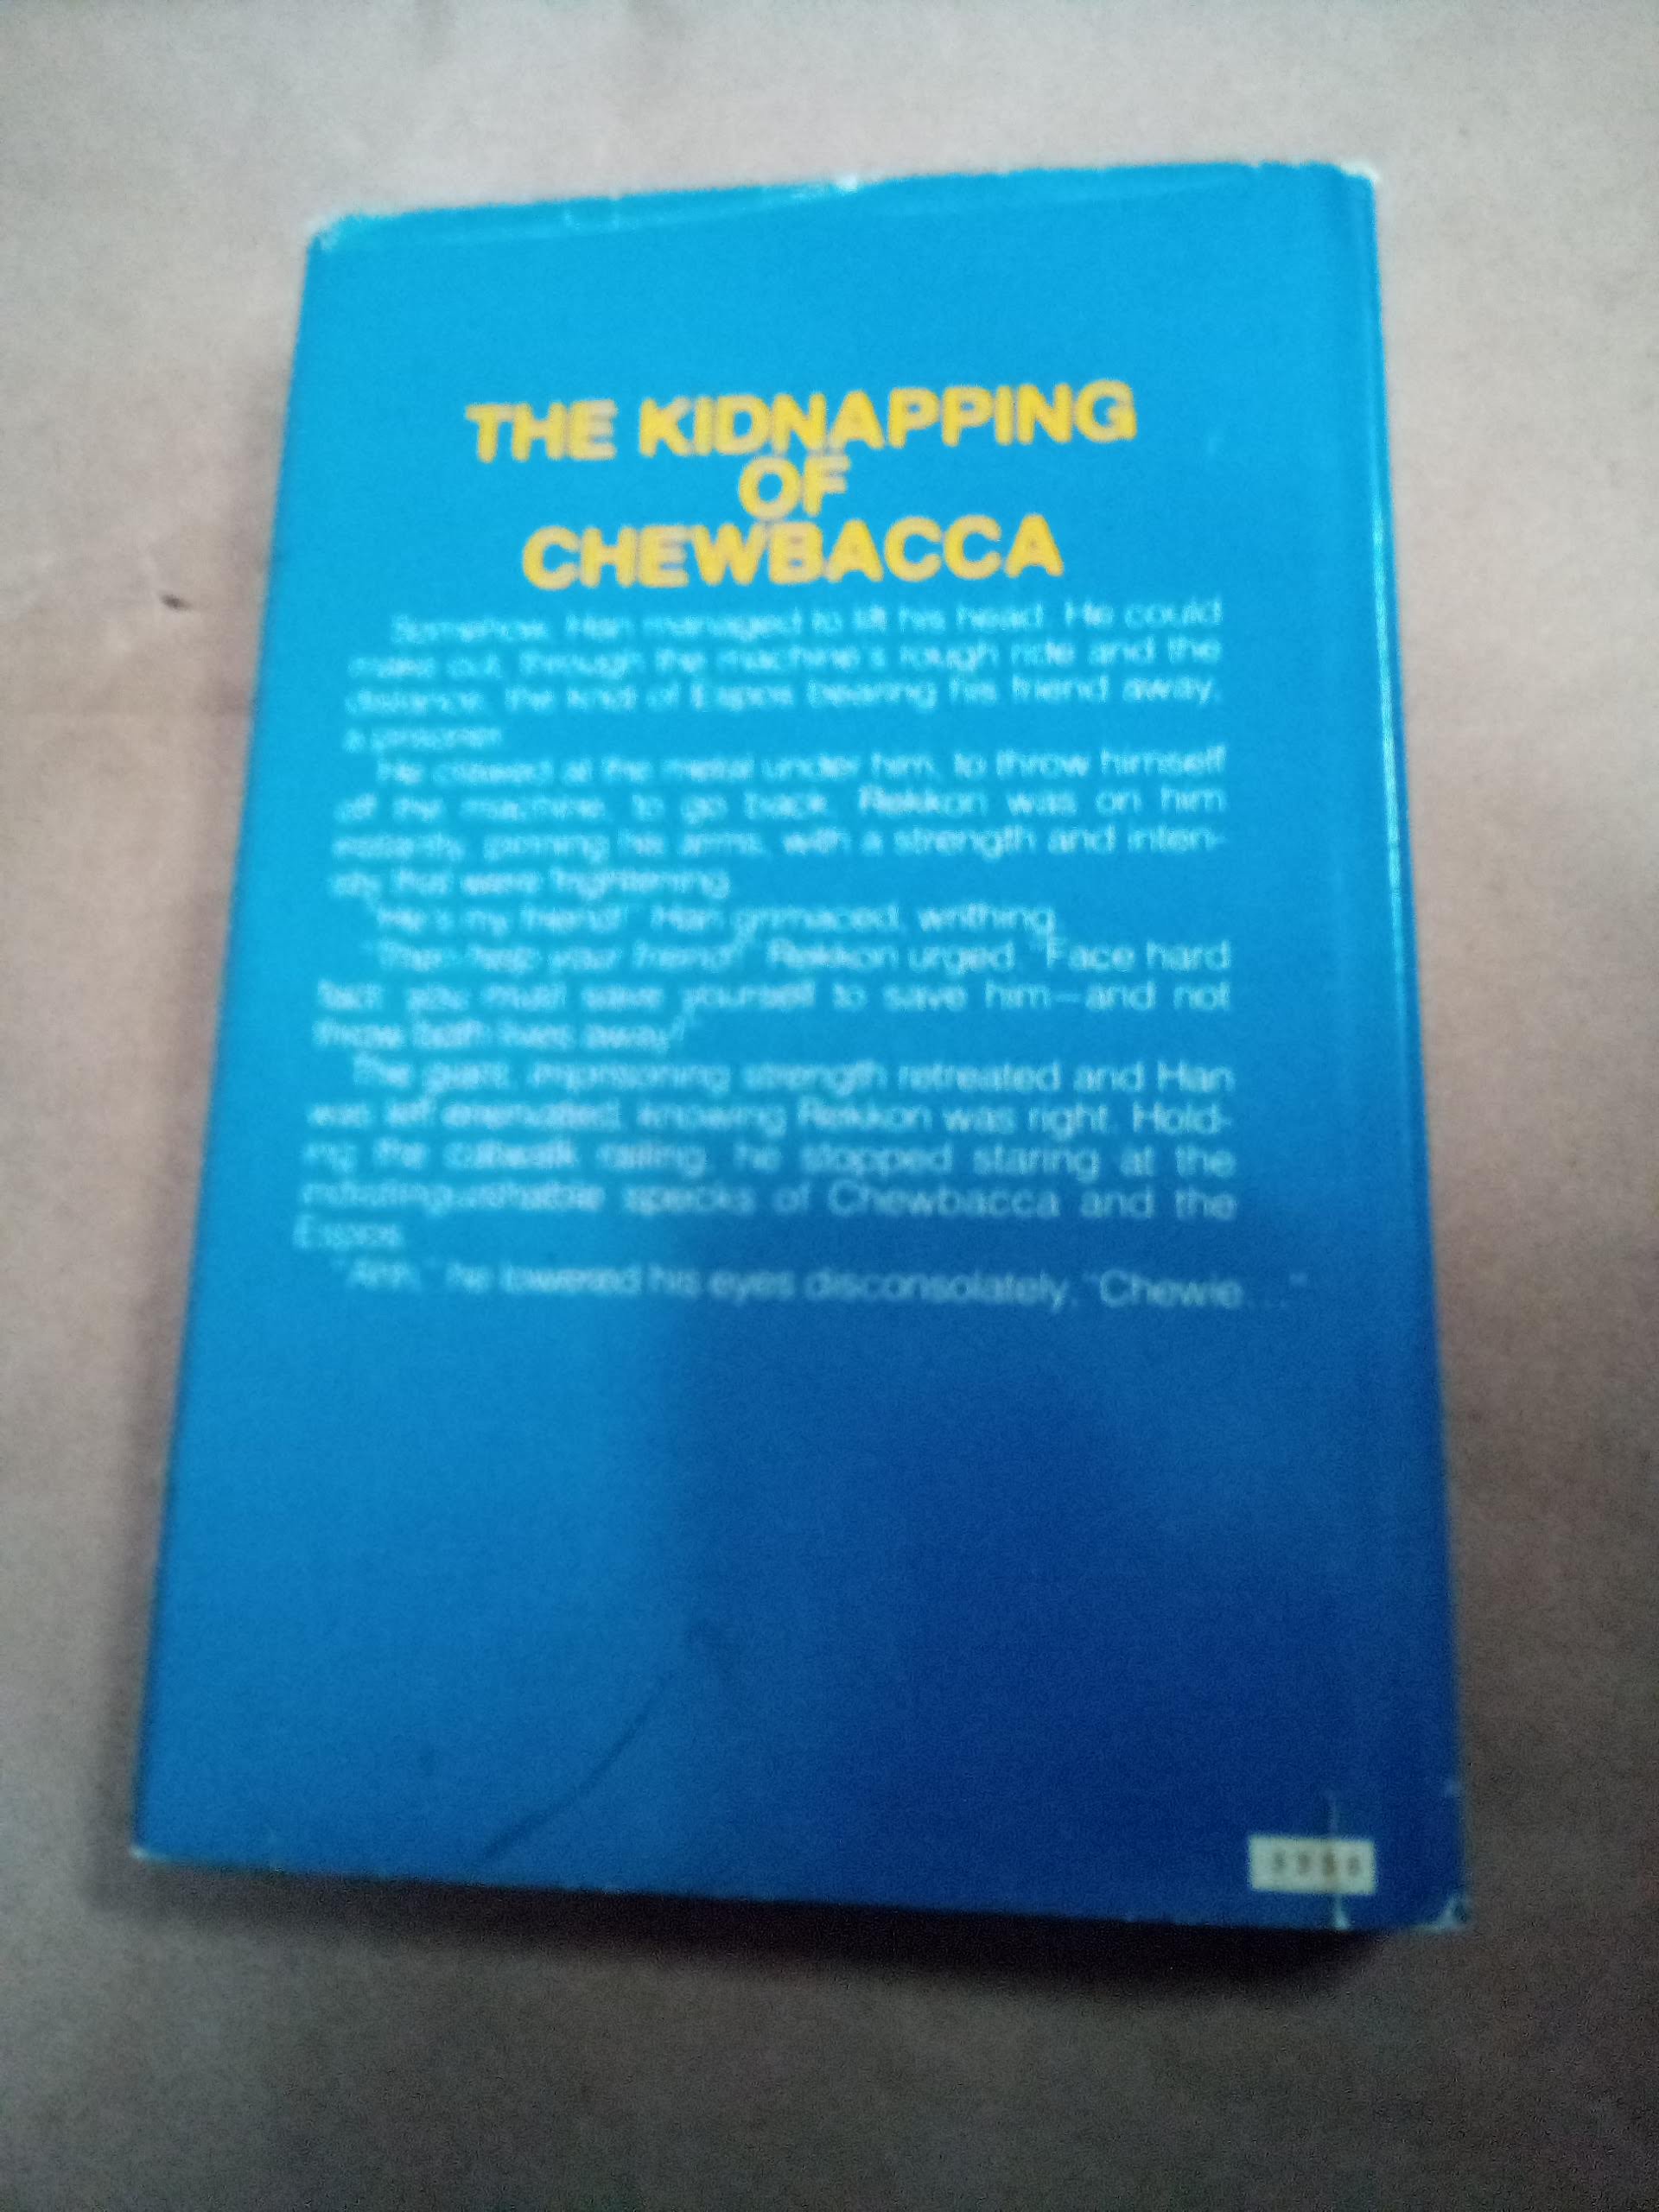 THE KIDNAPPING
OF
CHEWBACCA
Somehow, Han managed to lift his head. He could
make out, through the machine's rough ride and the
distance, the knot of Espos bearing his friend away,
a prisoner.
He clawed at the metal under him, to throw himself
off the machine, to go back. Rekkon was on him
instantly, pinning his arms, with a strength and inten-
sity that were frightening.
"He's my friend!" Han grimaced, writhing.
"Then help your friend!" Rekkon urged. "Face hard
fact: you must save yourself to save him—and not
throw both lives away!"
The giant, imprisoning strength retreated and Han
was left enervated, knowing Rekkon was right. Hold-
ing the catwalk railing, he stopped staring at the
indistinguishable specks of Chewbacca and the
Espos.
"Ahh," he lowered his eyes disconsolately, "Chewie..."